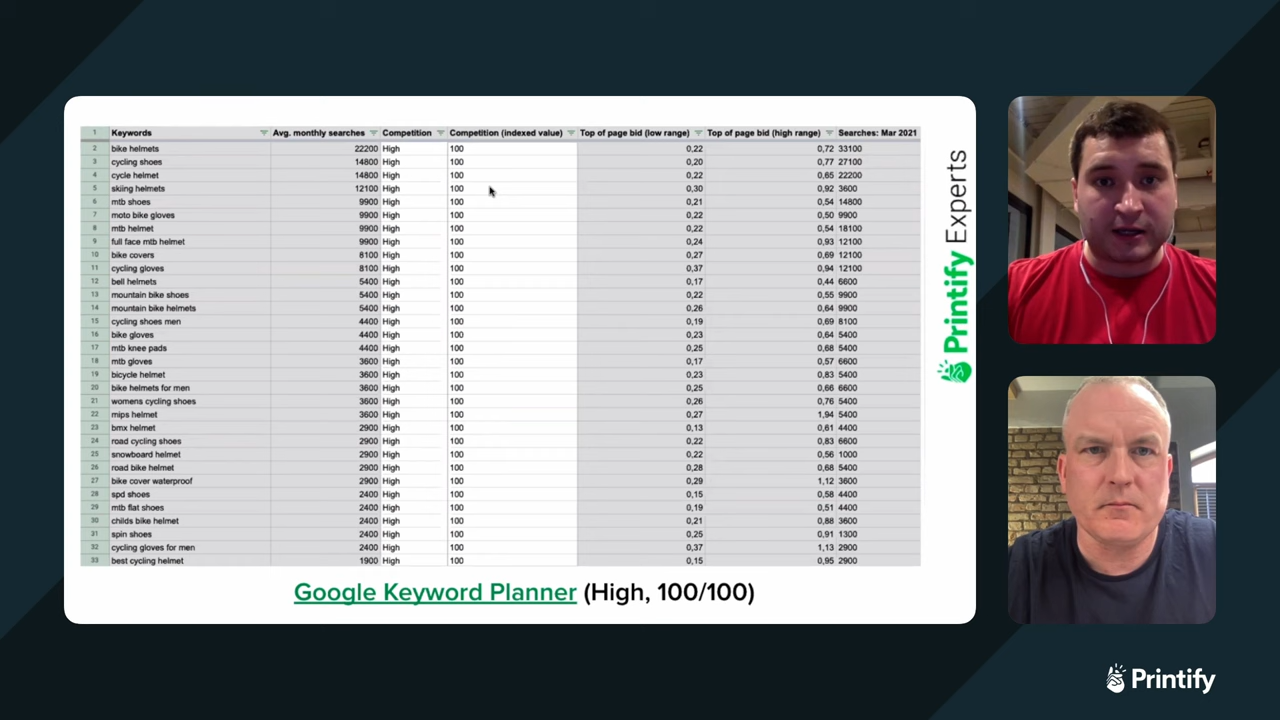 1 Keywords Avg. monthly searches Competition Competition (indexed value) Top of page bid (low range) Top of page bid (high range) Searches: Mar 2021
2 bike helmets 22200 High 100 0,22 0,72 33100
3 cycling shoes 14800 High 100 0,20 0,77 27100
4 cycle helmet 14800 High 100 0,22 0,65 22200
5 skiing helmets 12100 High 100 0,30 0,92 3600
6 mtb shoes 9900 High 100 0,21 0,54 14800
7 moto bike gloves 9900 High 100 0,22 0,50 9900
8 mtb helmet 9900 High 100 0,22 0,54 18100
9 full face mtb helmet 9900 High 100 0,24 0,93 12100
10 bike covers 8100 High 100 0,27 0,69 12100
11 cycling gloves 8100 High 100 0,37 0,94 12100
12 bell helmets 5400 High 100 0,17 0,44 6600
13 mountain bike shoes 5400 High 100 0,22 0,55 9900
14 mountain bike helmets 5400 High 100 0,26 0,64 9900
15 cycling shoes men 4400 High 100 0,19 0,69 8100
16 bike gloves 4400 High 100 0,23 0,64 5400
17 mtb knee pads 4400 High 100 0,25 0,68 5400
18 mtb gloves 3600 High 100 0,17 0,57 6600
19 bicycle helmet 3600 High 100 0,23 0,83 5400
20 bike helmets for men 3600 High 100 0,25 0,66 6600
21 womens cycling shoes 3600 High 100 0,26 0,76 5400
22 mips helmet 3600 High 100 0,27 1,94 5400
23 bmx helmet 2900 High 100 0,13 0,61 4400
24 road cycling shoes 2900 High 100 0,22 0,83 6600
25 snowboard helmet 2900 High 100 0,22 0,56 1000
26 road bike helmet 2900 High 100 0,28 0,68 5400
27 bike cover waterproof 2900 High 100 0,29 1,12 3600
28 spd shoes 2400 High 100 0,15 0,58 4400
29 mtb flat shoes 2400 High 100 0,19 0,51 4400
30 childs bike helmet 2400 High 100 0,21 0,88 3600
31 spin shoes 2400 High 100 0,25 0,91 1300
32 cycling gloves for men 2400 High 100 0,37 1,13 2900
33 best cycling helmet 1900 High 100 0,15 0,95 2900
Google Keyword Planner (High, 100/100)
Printify Experts
Printify